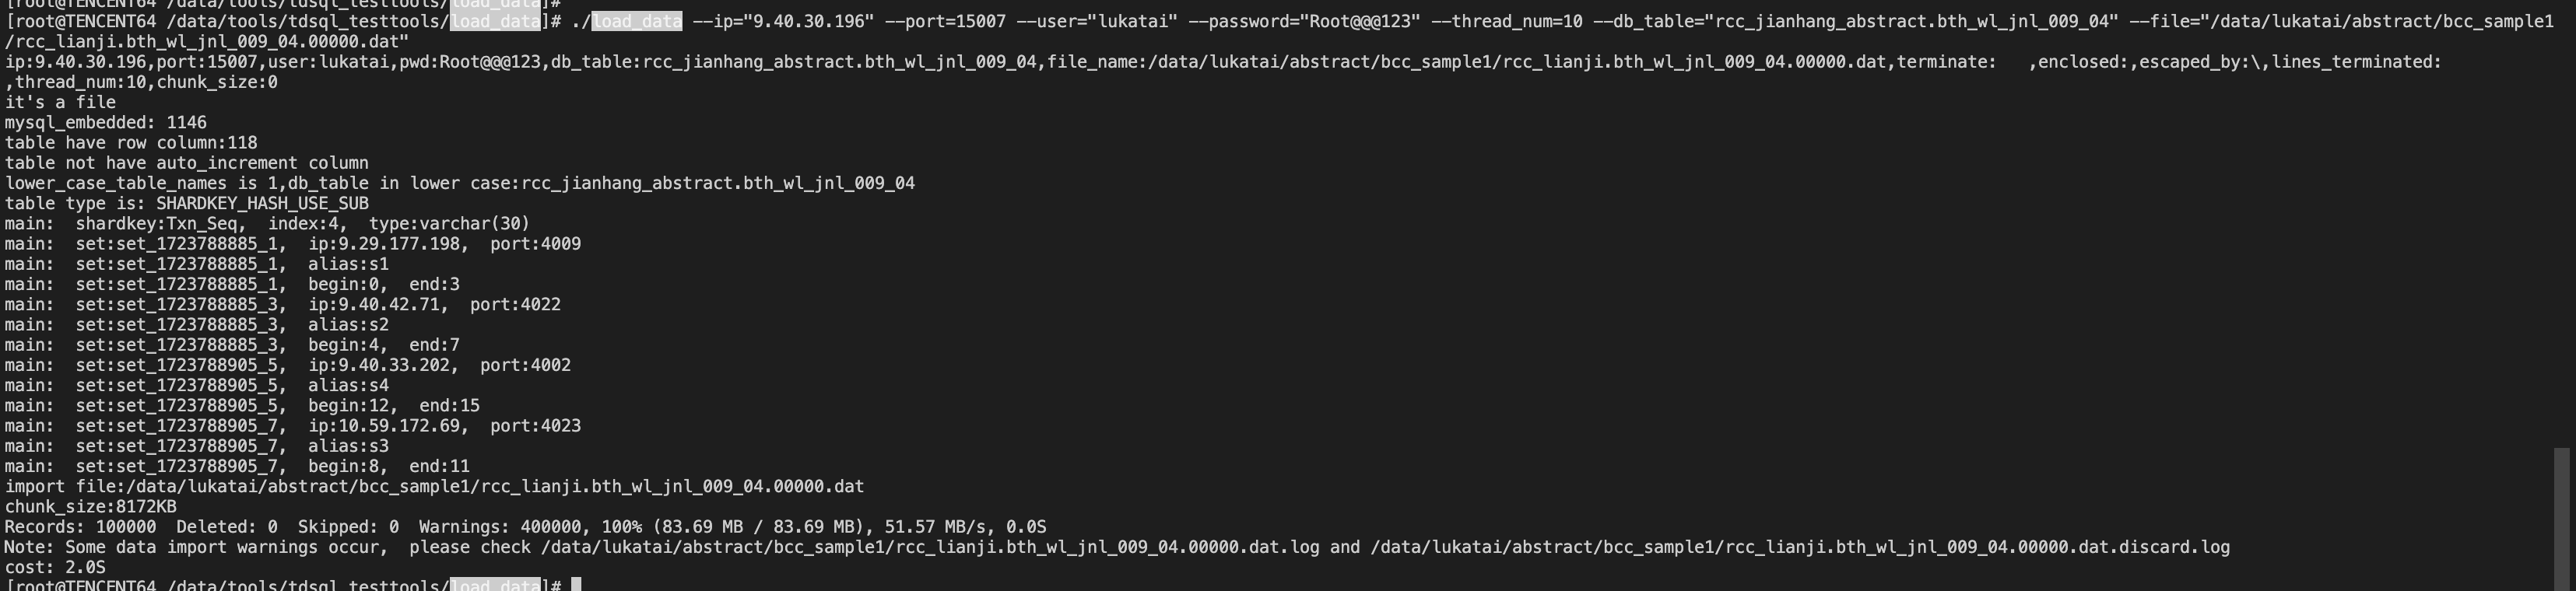 [root@TENCENT64 /data/tools/tdsql_testtools/load_data]#
[root@TENCENT64 /data/tools/tdsql_testtools/load_data]# ./load_data --ip="9.40.30.196" --port=15007 --user="lukatai" --password="Root@@@123" --thread_num=10 --db_table="rcc_jianhang_abstract.bth_wl_jnl_009_04" --file="/data/lukatai/abstract/bcc_sample1
/rcc_lianji.bth_wl_jnl_009_04.00000.dat"
ip:9.40.30.196,port:15007,user:lukatai,pwd:Root@@@123,db_table:rcc_jianhang_abstract.bth_wl_jnl_009_04,file_name:/data/lukatai/abstract/bcc_sample1/rcc_lianji.bth_wl_jnl_009_04.00000.dat,terminate:   ,enclosed:,escaped_by:\,lines_terminated:
,thread_num:10,chunk_size:0
it's a file
mysql_embedded: 1146
table have row column:118
table not have auto_increment column
lower_case_table_names is 1,db_table in lower case:rcc_jianhang_abstract.bth_wl_jnl_009_04
table type is: SHARDKEY_HASH_USE_SUB
main:  shardkey:Txn_Seq,  index:4,  type:varchar(30)
main:  set:set_1723788885_1,  ip:9.29.177.198,  port:4009
main:  set:set_1723788885_1,  alias:s1
main:  set:set_1723788885_1,  begin:0,  end:3
main:  set:set_1723788885_3,  ip:9.40.42.71,  port:4022
main:  set:set_1723788885_3,  alias:s2
main:  set:set_1723788885_3,  begin:4,  end:7
main:  set:set_1723788905_5,  ip:9.40.33.202,  port:4002
main:  set:set_1723788905_5,  alias:s4
main:  set:set_1723788905_5,  begin:12,  end:15
main:  set:set_1723788905_7,  ip:10.59.172.69,  port:4023
main:  set:set_1723788905_7,  alias:s3
main:  set:set_1723788905_7,  begin:8,  end:11
import file:/data/lukatai/abstract/bcc_sample1/rcc_lianji.bth_wl_jnl_009_04.00000.dat
chunk_size:8172KB
Records: 100000  Deleted: 0  Skipped: 0  Warnings: 400000, 100% (83.69 MB / 83.69 MB), 51.57 MB/s, 0.0S
Note: Some data import warnings occur,  please check /data/lukatai/abstract/bcc_sample1/rcc_lianji.bth_wl_jnl_009_04.00000.dat.log and /data/lukatai/abstract/bcc_sample1/rcc_lianji.bth_wl_jnl_009_04.00000.dat.discard.log
cost: 2.0S
[root@TENCENT64 /data/tools/tdsql_testtools/load_data]#